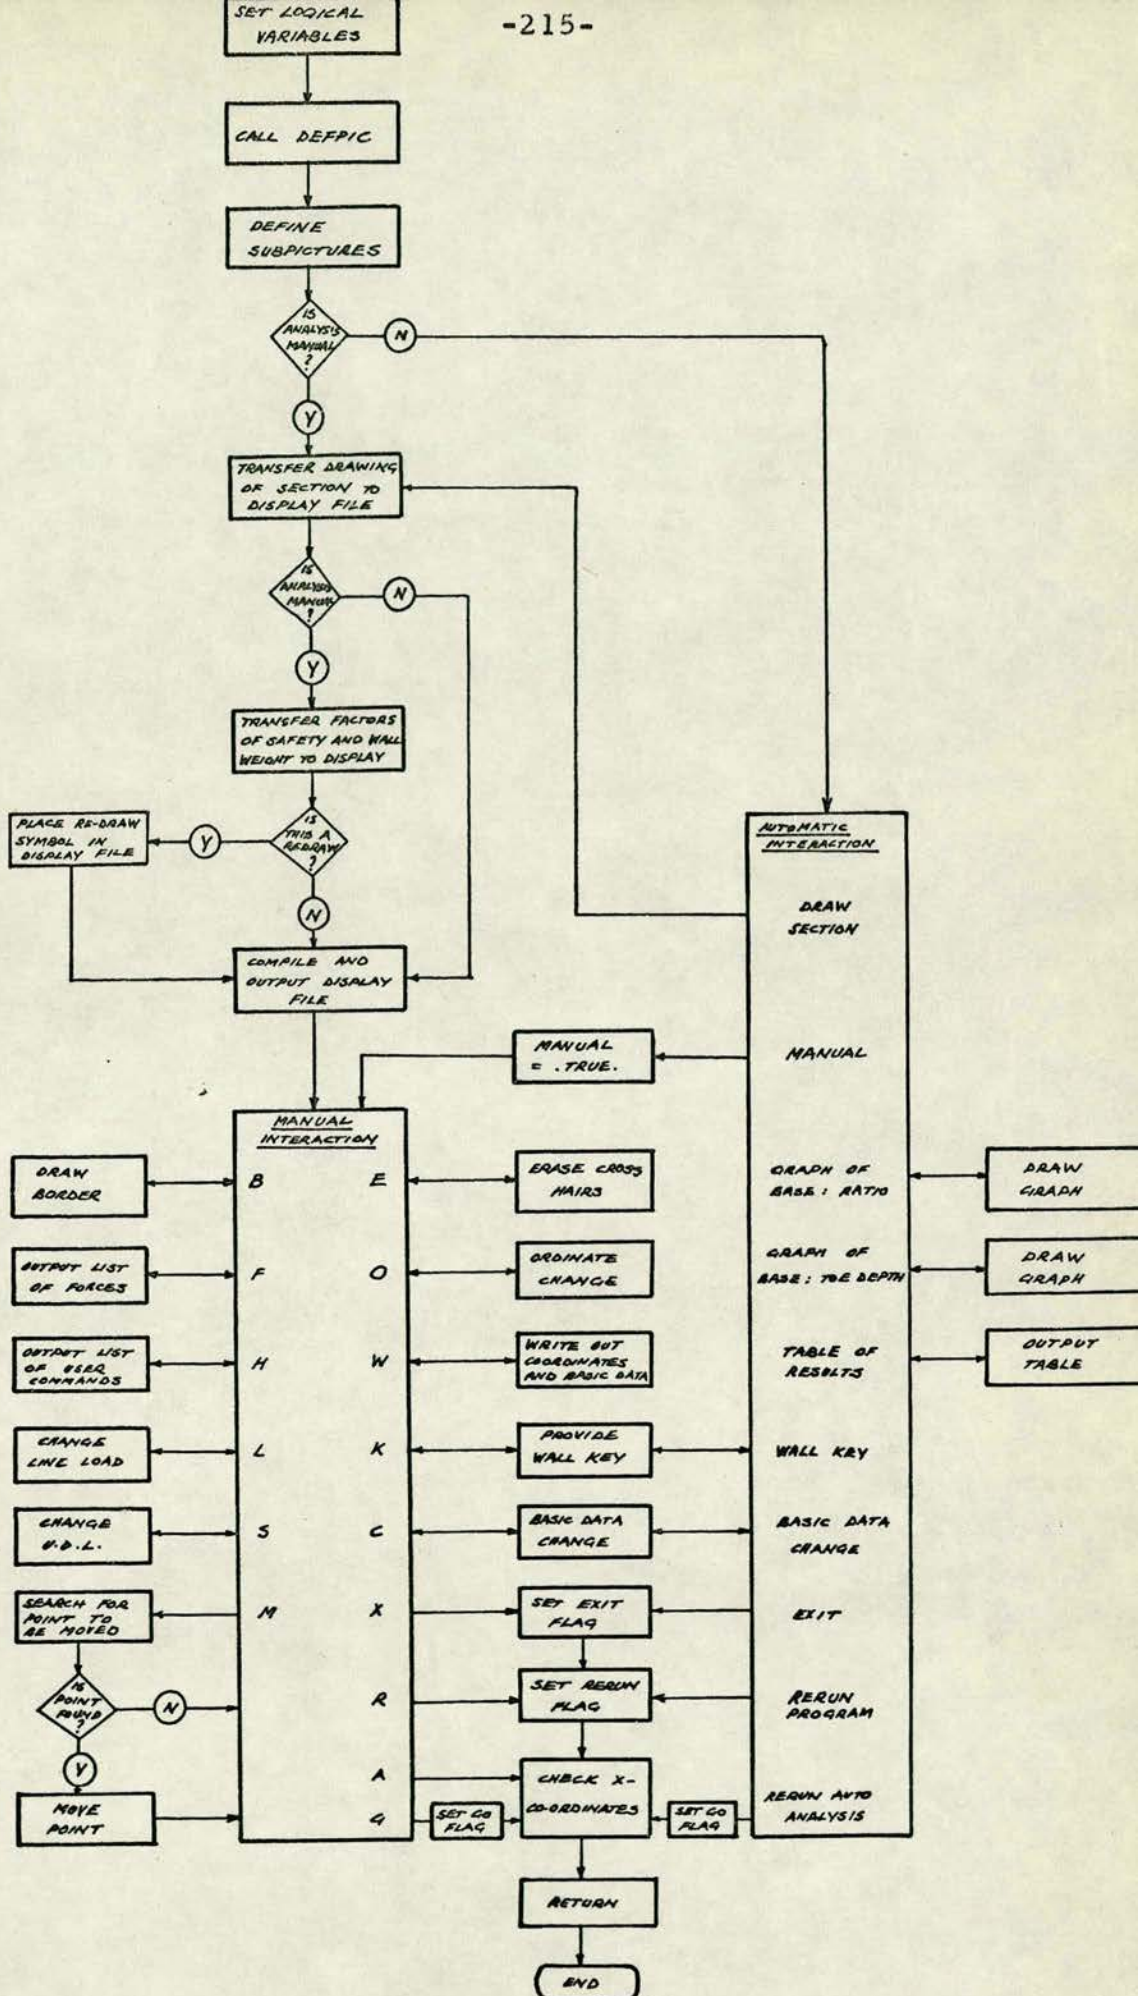 -215-
SET LOGICAL
VARIABLES
CALL DEFPIC
DEFINE
SUBPICTURES
IS
ANALYSIS
MANUAL
?
N
Y
TRANSFER DRAWING
OF SECTION TO
DISPLAY FILE
IS
ANALYSIS
MANUAL
?
N
Y
TRANSFER FACTORS
OF SAFETY AND WALL
WEIGHT TO DISPLAY
IS
THIS A
REDRAW
?
Y
PLACE RE-DRAW
SYMBOL IN
DISPLAY FILE
N
COMPILE AND
OUTPUT DISPLAY
FILE
AUTOMATIC
INTERACTION
DRAW
SECTION
MANUAL
MANUAL
= .TRUE.
MANUAL
INTERACTION
DRAW
BORDER
B
E
ERASE CROSS
HAIRS
GRAPH OF
BASE : RATIO
DRAW
GRAPH
OUTPUT LIST
OF FORCES
F
O
ORDINATE
CHANGE
GRAPH OF
BASE : TOE DEPTH
DRAW
GRAPH
OUTPUT LIST
OF USER
COMMANDS
H
W
WRITE OUT
COORDINATES
AND BASIC DATA
TABLE OF
RESULTS
OUTPUT
TABLE
CHANGE
LINE LOAD
L
K
PROVIDE
WALL KEY
WALL KEY
CHANGE
U.D.L.
S
C
BASIC DATA
CHANGE
BASIC DATA
CHANGE
SEARCH FOR
POINT TO
BE MOVED
M
X
SET EXIT
FLAG
EXIT
IS
POINT
FOUND
?
N
R
SET RERUN
FLAG
RERUN
PROGRAM
Y
A
CHECK X-
CO-ORDINATES
MOVE
POINT
G
SET GO
FLAG
SET GO
FLAG
RERUN AUTO
ANALYSIS
RETURN
END